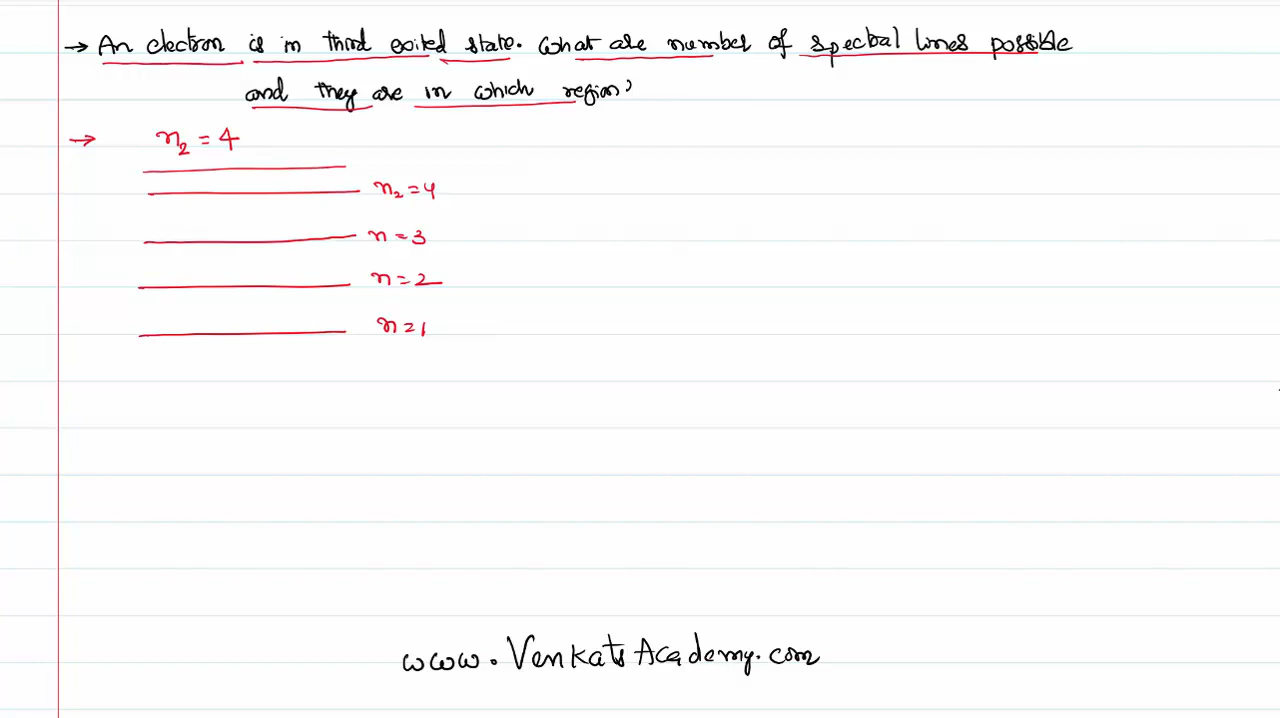 → An electron is in third exited state. What are number of spectral lines possible
and they are in which region?
→ n₂ = 4
n₂ = 4
n = 3
n = 2
n = 1
www.VenkatsAcademy.com